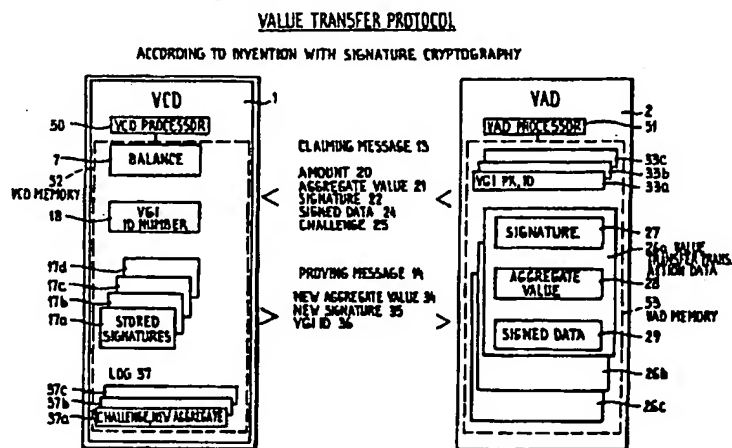 VALUE TRANSFER PROTOCOL
ACCORDING TO INVENTION WITH SIGNATURE CRYPTOGRAPHY
VCD
1
50
VCD PROCESSOR
7
BALANCE
52
VCD MEMORY
18
VGI
ID NUMBER
17d
17c
17b
17a
STORED
SIGNATURES
LOG 37
37c
37b
37a
CHALLENGE, NEW AGGREGATE
CLAIMING MESSAGE 13
AMOUNT 20
AGGREGATE VALUE 21
SIGNATURE 22
SIGNED DATA 24
CHALLENGE 25
PROVING MESSAGE 14
NEW AGGREGATE VALUE 34
NEW SIGNATURE 35
VGI ID 36
VAD
2
VAD PROCESSOR
51
33c
33b
33a
VGI PK, ID
SIGNATURE
27
26a VALUE
TRANSFER TRANS
ACTION DATA
AGGREGATE
VALUE
28
53
VAD MEMORY
SIGNED DATA
29
26b
26c